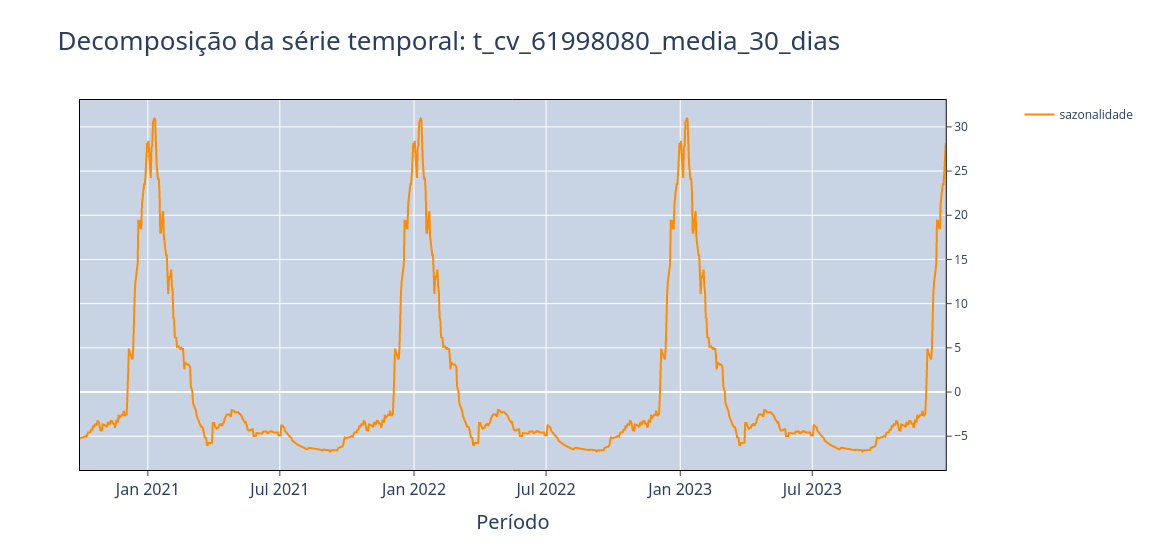 Decomposição da série temporal: t_cv_61998080_media_30_dias
sazonalidade
30
25
20
15
10
5
0
−5
Jan 2021 Jul 2021 Jan 2022 Jul 2022 Jan 2023 Jul 2023
Período